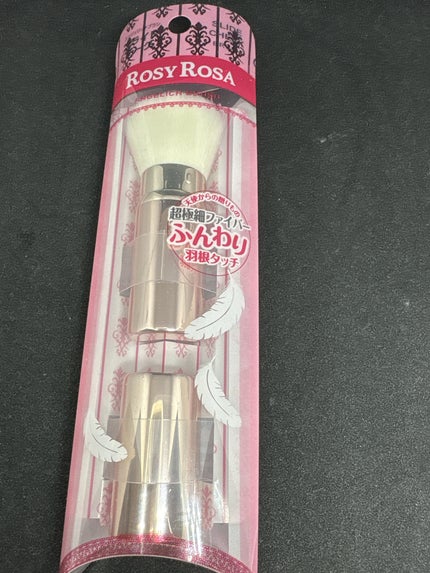 SLIDE
ROSY ROSA
天使からの贈りもの
超極細ファイバー
ふんわり
羽根タッチ